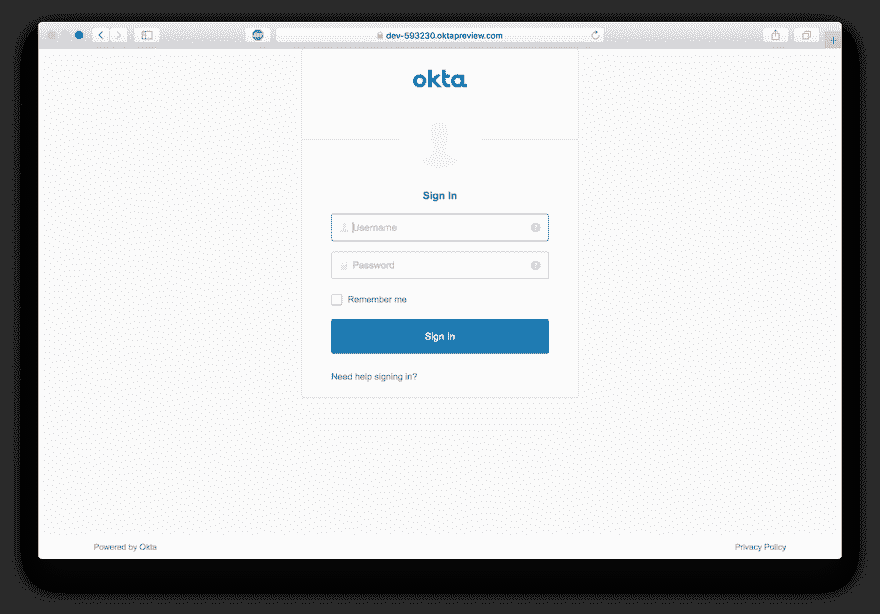 dev-593230.oktapreview.com
okta
Sign In
Username
Password
Remember me
Sign In
Need help signing in?
Powered by Okta
Privacy Policy